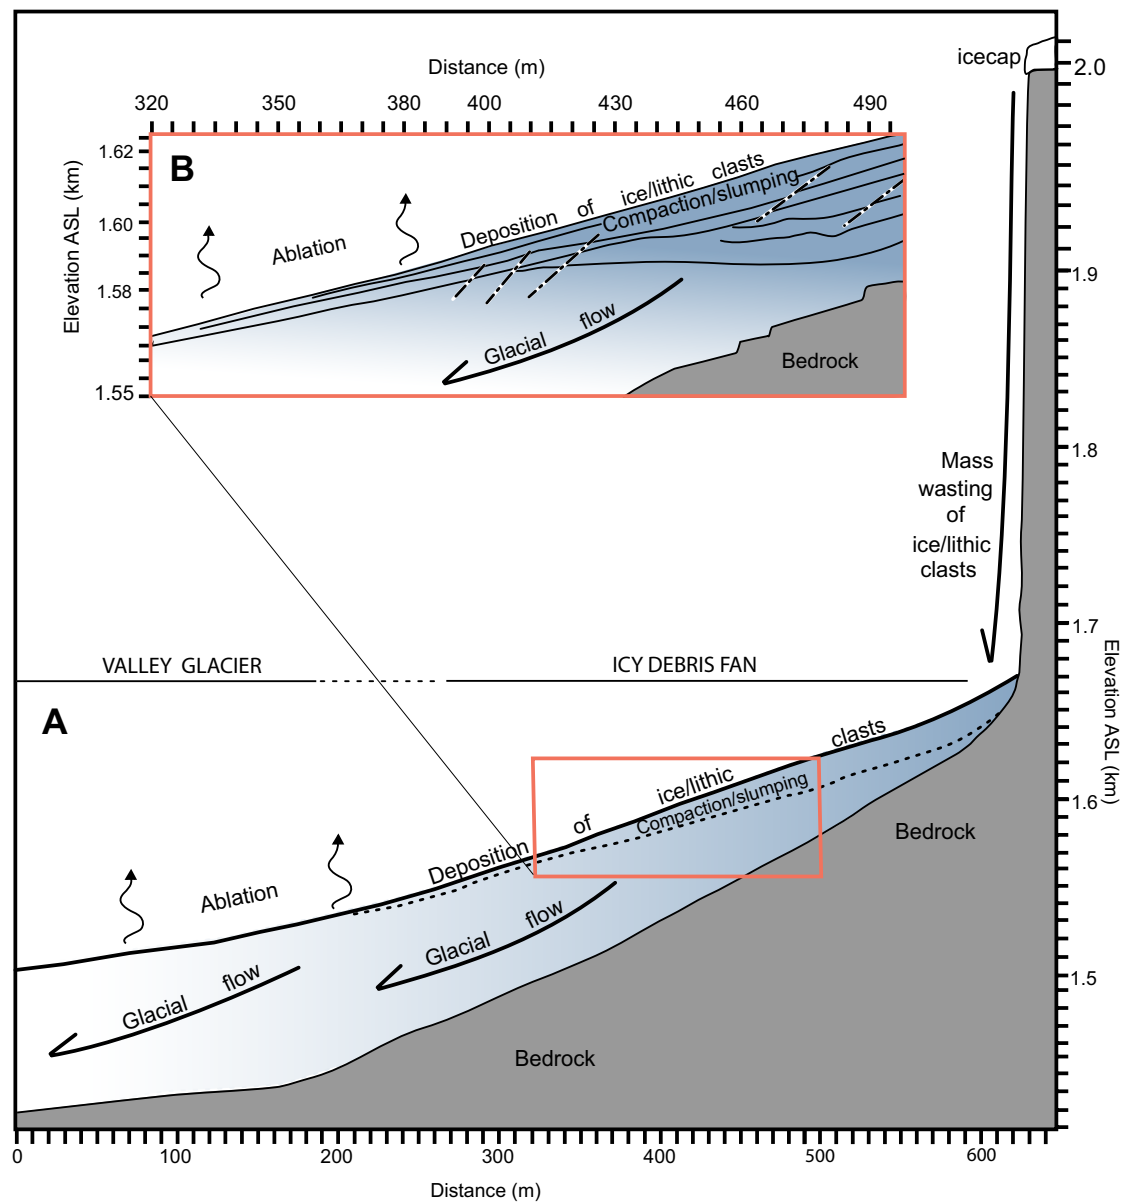 icecap
2.0
Distance (m)
320 350 380 400 430 460 490
Elevation ASL (km)
1.62
1.60
1.58
1.55
B
Ablation
Deposition of ice/lithic clasts
Compaction/slumping
Glacial flow
Bedrock
1.9
1.8
1.7
1.6
1.5
Elevation ASL (km)
Mass
wasting
of
ice/lithic
clasts
VALLEY GLACIER
ICY DEBRIS FAN
A
Ablation
Deposition of ice/lithic clasts
Compaction/slumping
Glacial flow
Glacial flow
Bedrock
Bedrock
0 100 200 300 400 500 600
Distance (m)